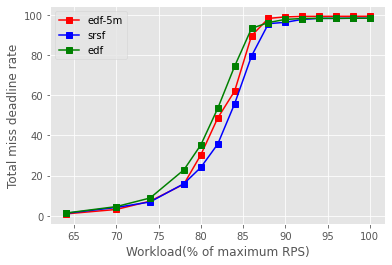 edf-5m
srsf
edf
100
80
60
40
20
0
Total miss deadline rate
65 70 75 80 85 90 95 100
Workload(% of maximum RPS)